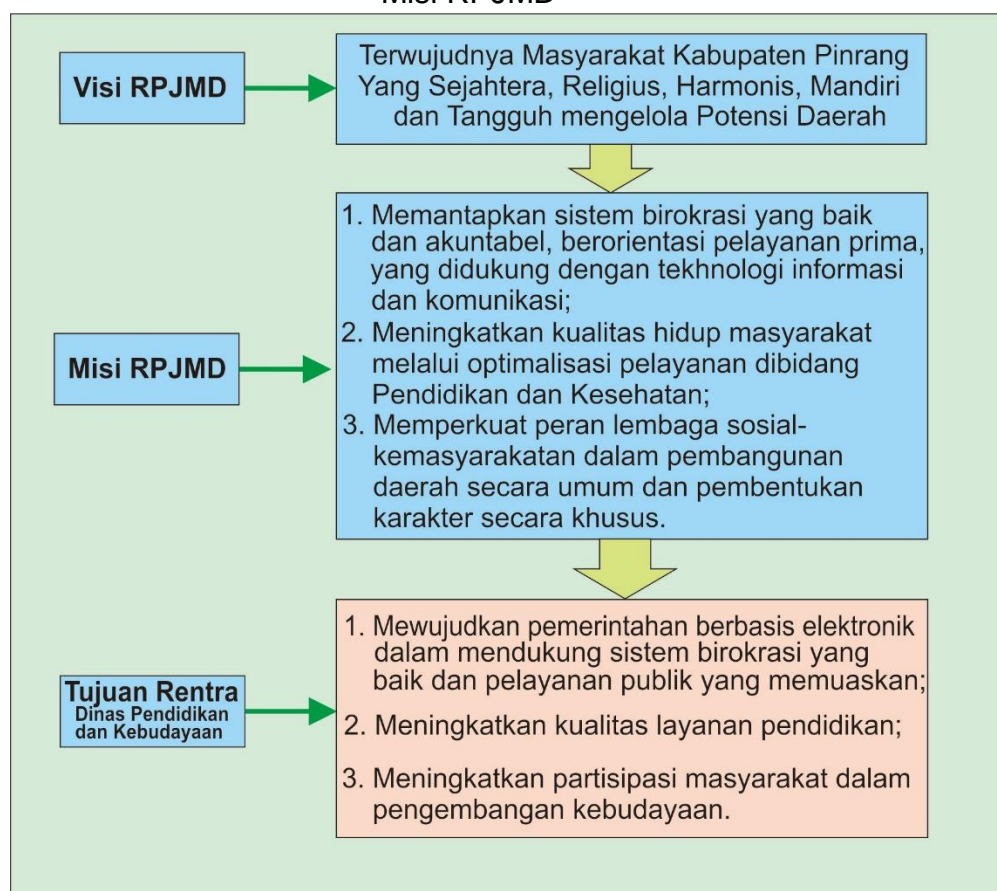 Misi RPJMD
Visi RPJMD
Terwujudnya Masyarakat Kabupaten Pinrang
Yang Sejahtera, Religius, Harmonis, Mandiri
dan Tangguh mengelola Potensi Daerah
Misi RPJMD
1. Memantapkan sistem birokrasi yang baik
dan akuntabel, berorientasi pelayanan prima,
yang didukung dengan tekhnologi informasi
dan komunikasi;
2. Meningkatkan kualitas hidup masyarakat
melalui optimalisasi pelayanan dibidang
Pendidikan dan Kesehatan;
3. Memperkuat peran lembaga sosial-
kemasyarakatan dalam pembangunan
daerah secara umum dan pembentukan
karakter secara khusus.
Tujuan Rentra
Dinas Pendidikan
dan Kebudayaan
1. Mewujudkan pemerintahan berbasis elektronik
dalam mendukung sistem birokrasi yang
baik dan pelayanan publik yang memuaskan;
2. Meningkatkan kualitas layanan pendidikan;
3. Meningkatkan partisipasi masyarakat dalam
pengembangan kebudayaan.